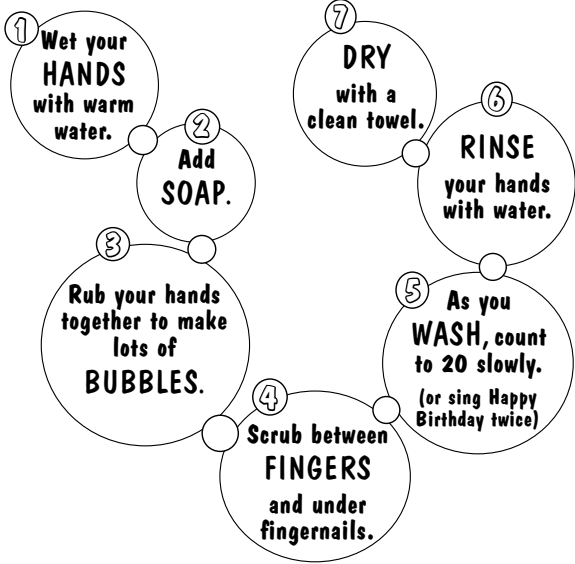 1
Wet your
HANDS
with warm
water.
2
Add
SOAP.
3
Rub your hands
together to make
lots of
BUBBLES.
4
Scrub between
FINGERS
and under
fingernails.
5
As you
WASH, count
to 20 slowly.
(or sing Happy
Birthday twice)
6
RINSE
your hands
with water.
7
DRY
with a
clean towel.